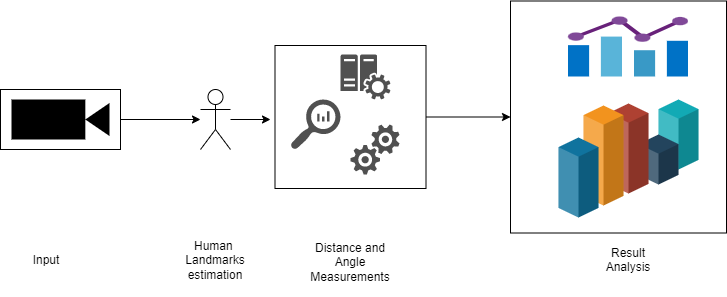 Input
Human
Landmarks
estimation
Distance and
Angle
Measurements
Result
Analysis